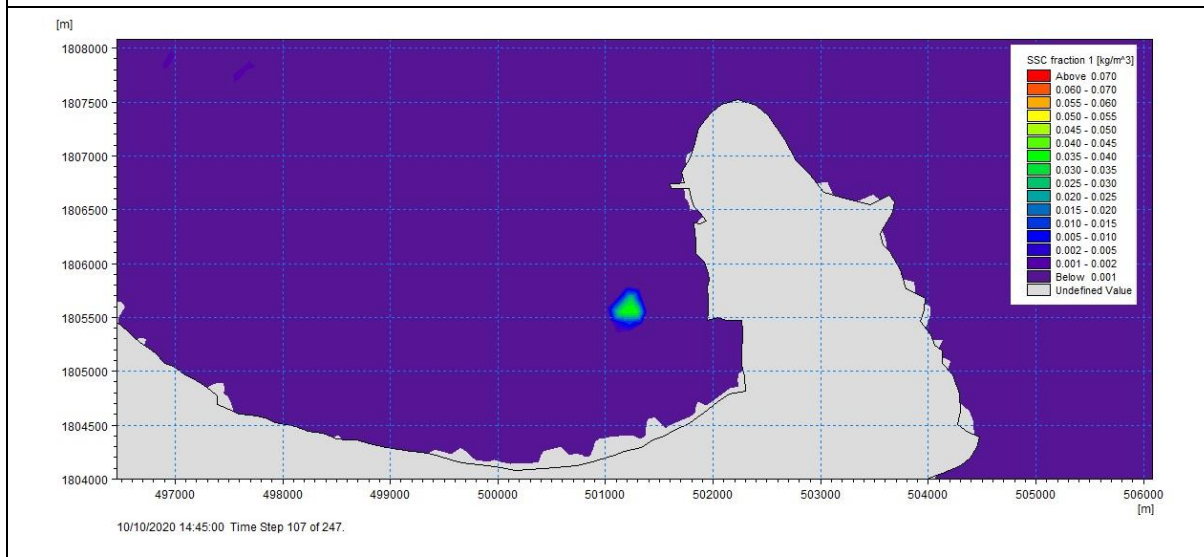 [m]
1808000
1807500
1807000
1806500
1806000
1805500
1805000
1804500
1804000
497000 498000 499000 500000 501000 502000 503000 504000 505000 506000
[m]
SSC fraction 1 [kg/m^3]
Above 0.070
0.060 - 0.070
0.055 - 0.060
0.050 - 0.055
0.045 - 0.050
0.040 - 0.045
0.035 - 0.040
0.030 - 0.035
0.025 - 0.030
0.020 - 0.025
0.015 - 0.020
0.010 - 0.015
0.005 - 0.010
0.002 - 0.005
0.001 - 0.002
Below 0.001
Undefined Value
10/10/2020 14:45:00 Time Step 107 of 247.